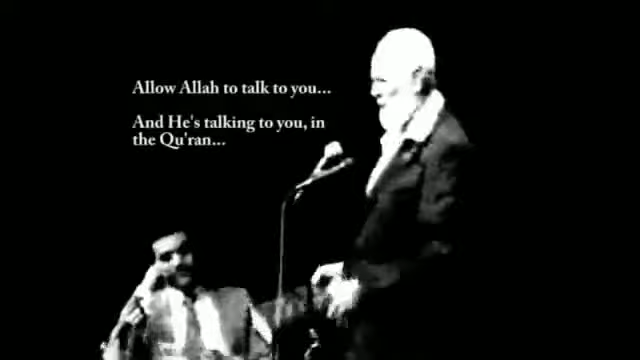 Allow Allah to talk to you...
And He's talking to you, in
the Qu'ran...